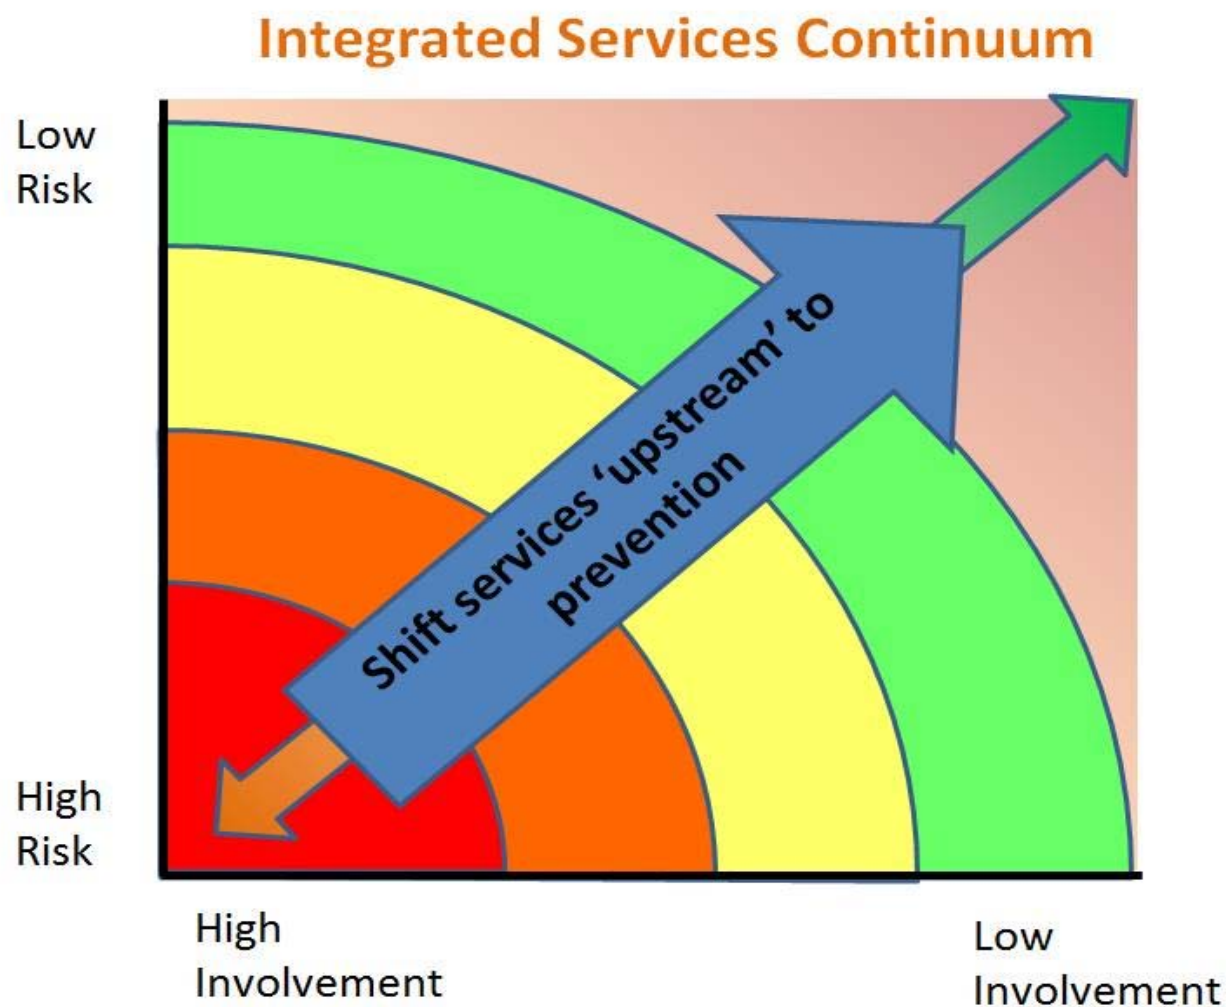 Integrated Services Continuum
Low
Risk
Shift services ‘upstream’ to
prevention
High
Risk
High
Involvement
Low
Involvement